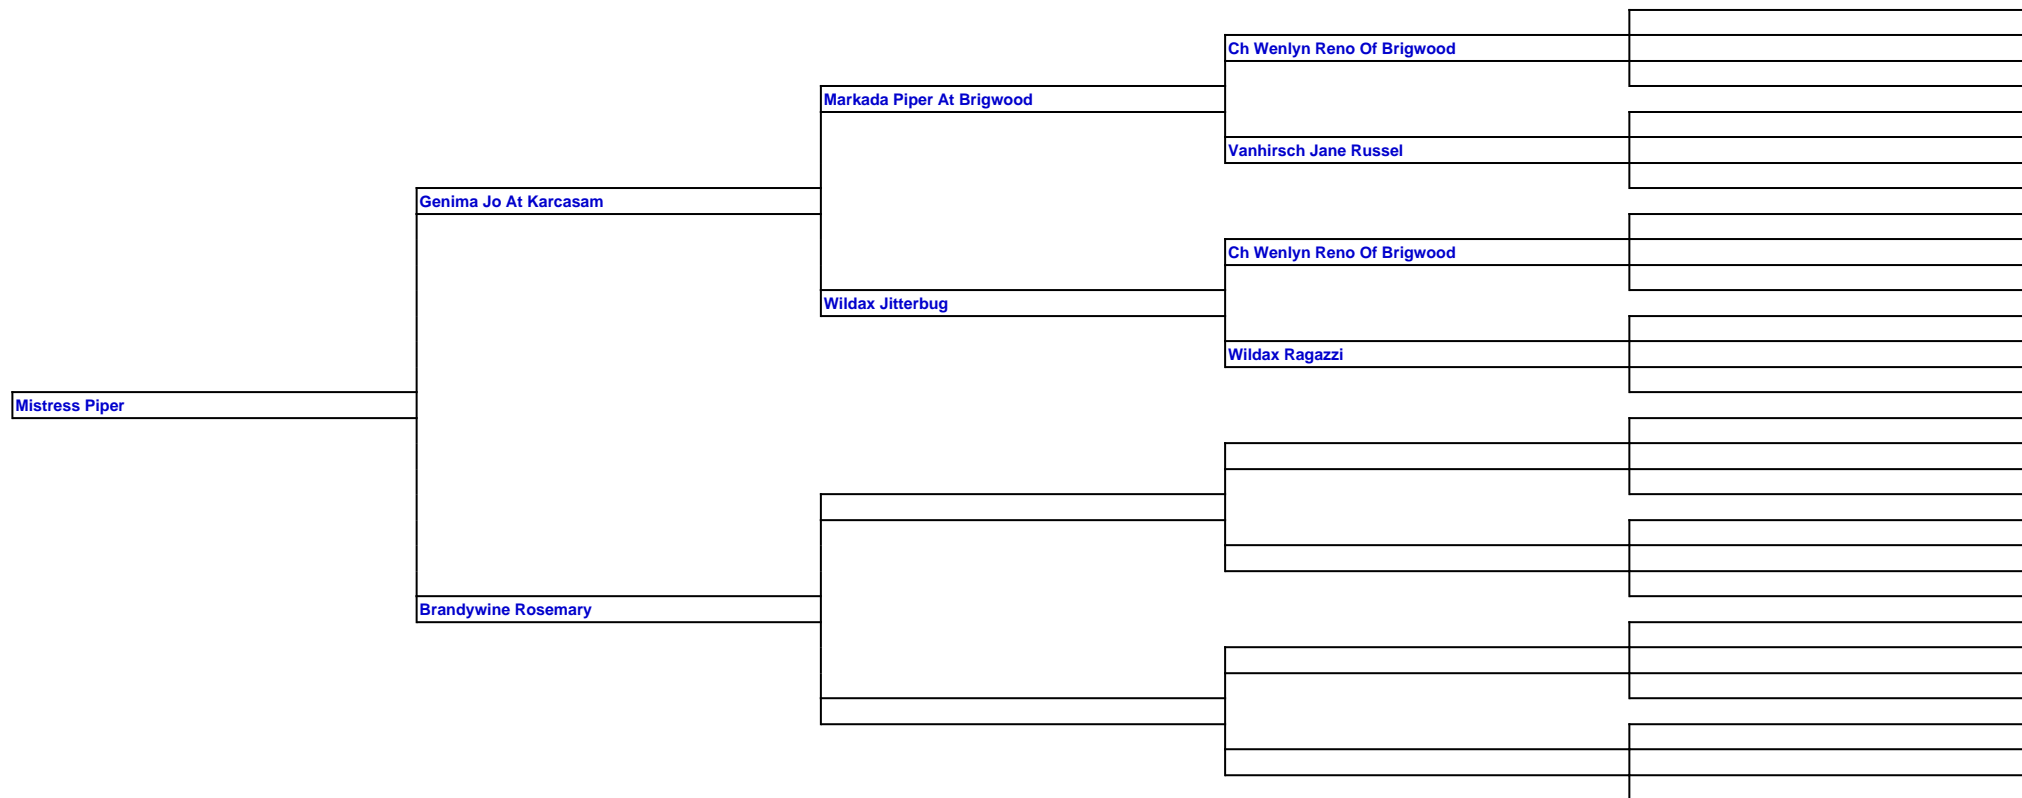 Ch Wenlyn Reno Of Brigwood
Markada Piper At Brigwood
Vanhirsch Jane Russel
Genima Jo At Karcasam
Ch Wenlyn Reno Of Brigwood
Wildax Jitterbug
Wildax Ragazzi
Mistress Piper
Brandywine Rosemary